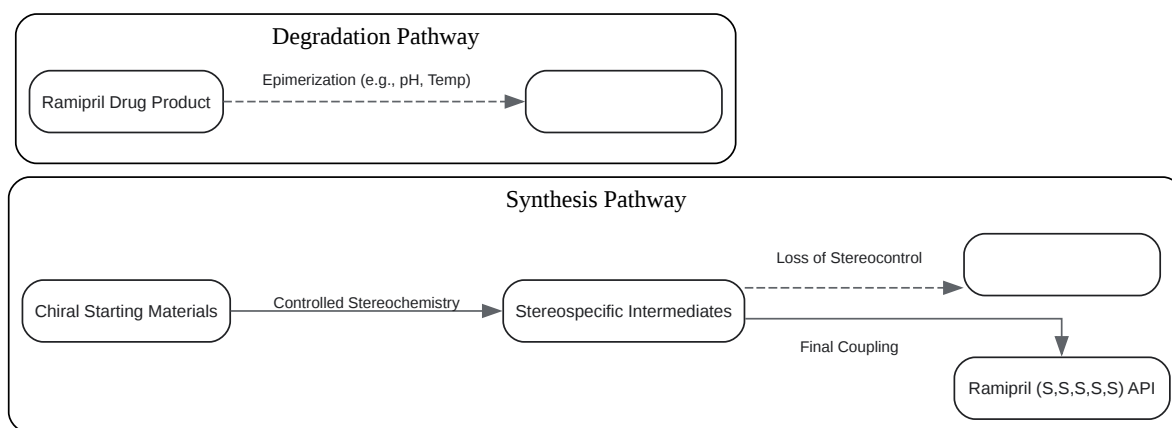 Degradation Pathway
Epimerization (e.g., pH, Temp)
Ramipril Drug Product
Synthesis Pathway
Loss of Stereocontrol
Chiral Starting Materials
Controlled Stereochemistry
Stereospecific Intermediates
Final Coupling
Ramipril (S,S,S,S,S) API